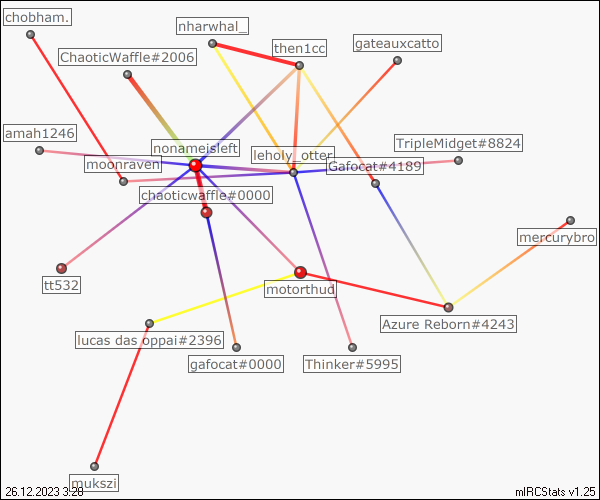 chobham.
nharwhal_
then1cc
gateauxcatto
ChaoticWaffle#2006
amah1246
nonameisleft
leholy_otter
TripleMidget#8824
moonraven
Gafocat#4189
chaoticwaffle#0000
mercurybro
tt532
motorthud
Azure Reborn#4243
lucas das oppai#2396
gafocat#0000
Thinker#5995
mukszi
26.12.2023 3:28
mIRCStats v1.25